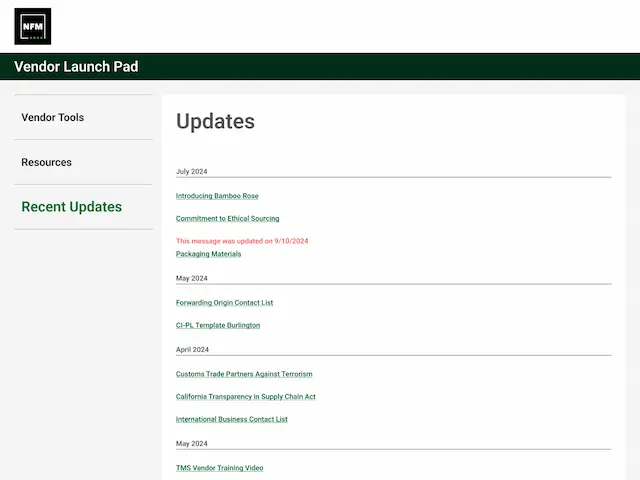 NFM
Vendor Launch Pad
Vendor Tools
Resources
Recent Updates
Updates
July 2024
Introducing Bamboo Rose
Commitment to Ethical Sourcing
This message was updated on 9/10/2024
Packaging Materials
May 2024
Forwarding Origin Contact List
CI-PL Template Burlington
April 2024
Customs Trade Partners Against Terrorism
California Transparency in Supply Chain Act
International Business Contact List
May 2024
TMS Vendor Training Video